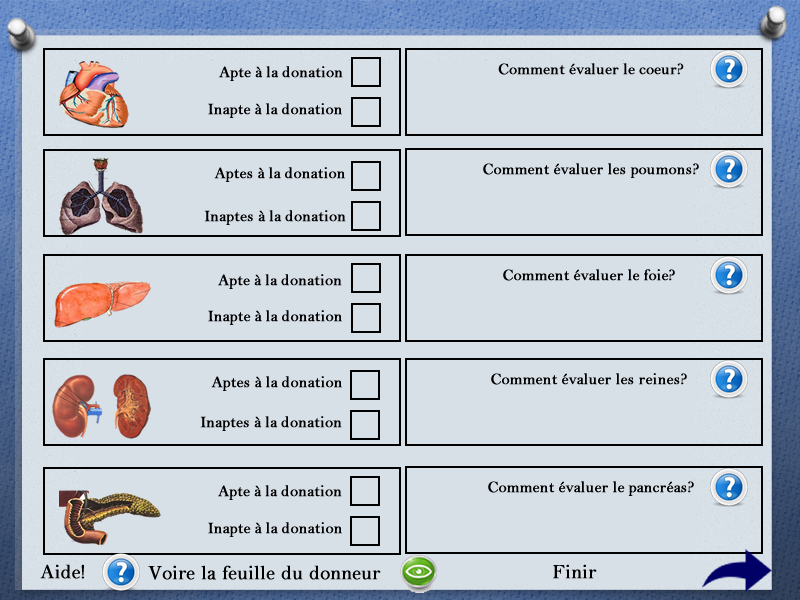 Apte à la donation
Inapte à la donation
Comment évaluer le coeur?
?
Aptes à la donation
Inaptes à la donation
Comment évaluer les poumons?
?
Apte à la donation
Inapte à la donation
Comment évaluer le foie?
?
Aptes à la donation
Inaptes à la donation
Comment évaluer les reines?
?
Apte à la donation
Inapte à la donation
Comment évaluer le pancréas?
?
Aide! ? Voire la feuille du donneur Finir